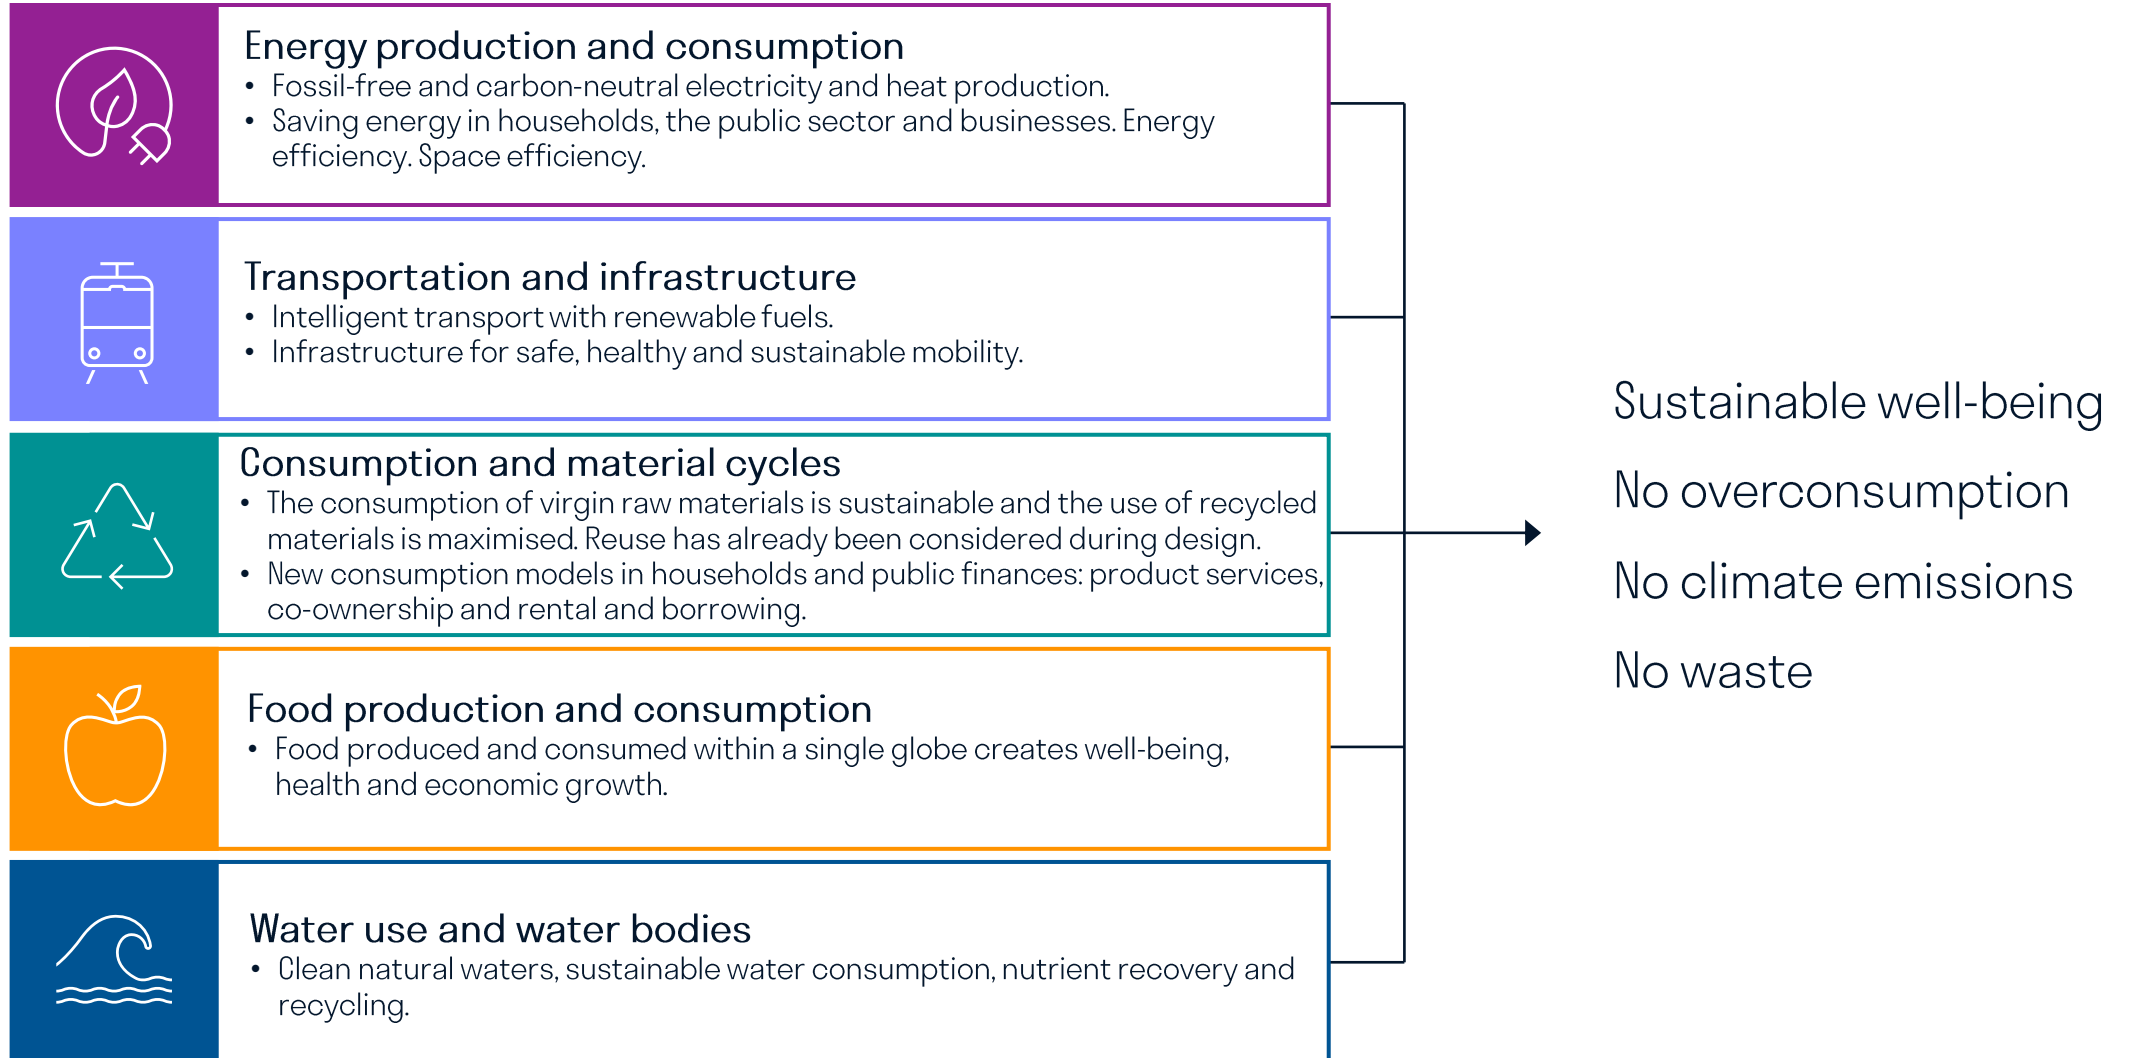 Energy production and consumption
• Fossil-free and carbon-neutral electricity and heat production.
• Saving energy in households, the public sector and businesses. Energy
efficiency. Space efficiency.
Transportation and infrastructure
• Intelligent transport with renewable fuels.
• Infrastructure for safe, healthy and sustainable mobility.
Consumption and material cycles
• The consumption of virgin raw materials is sustainable and the use of recycled
materials is maximised. Reuse has already been considered during design.
• New consumption models in households and public finances: product services,
co-ownership and rental and borrowing.
Food production and consumption
• Food produced and consumed within a single globe creates well-being,
health and economic growth.
Water use and water bodies
• Clean natural waters, sustainable water consumption, nutrient recovery and
recycling.
Sustainable well-being
No overconsumption
No climate emissions
No waste